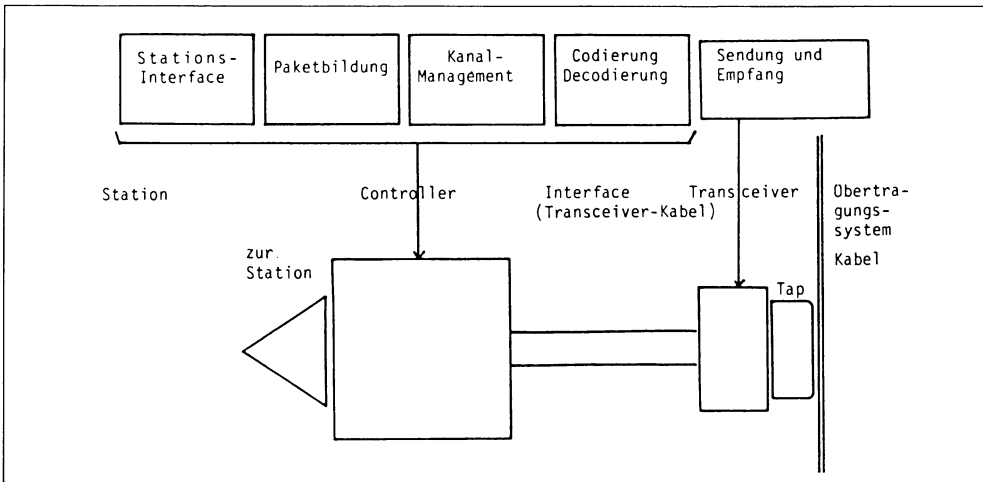 Stations-
Interface
Paketbildung
Kanal-
Management
Codierung
Decodierung
Sendung und
Empfang
Station
Controller
Interface
(Transceiver-Kabel)
Transceiver
Obertra-
gungs-
system
Kabel
zur
Station
Tap